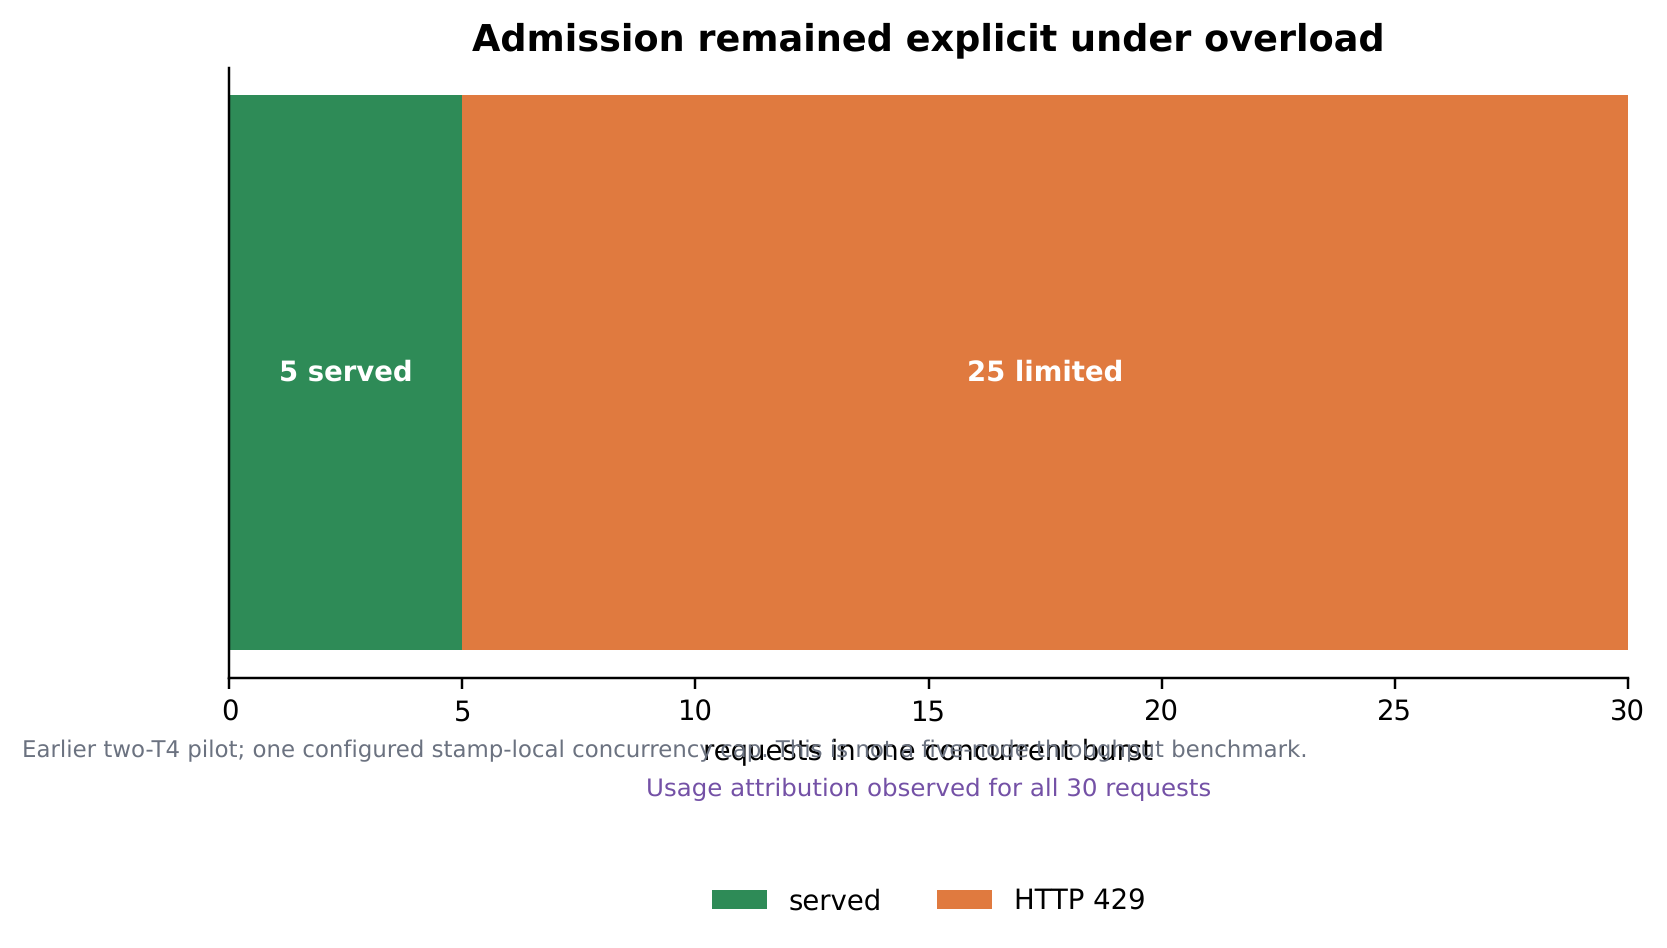 Admission remained explicit under overload
5 served
25 limited
0 5 10 15 20 25 30
Earlier two-T4 pilot; one configured stamp-local concurrency cap. This is not a five-node throughput benchmark.
requests in one concurrent burst
Usage attribution observed for all 30 requests
served
HTTP 429